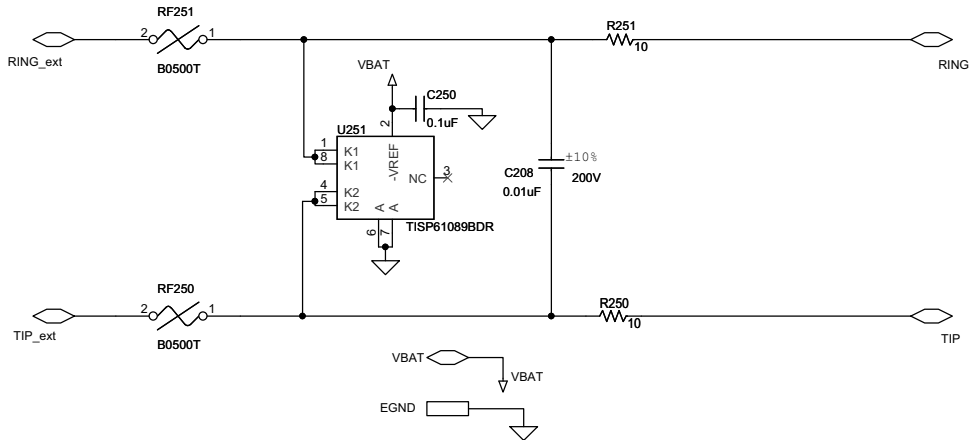 RF251
2
1
RING_ext
B0500T
R251
10
RING
VBAT
C250
0.1uF
2
U251
1
8
K1
K1
-VREF
NC
3
4
5
K2
K2
A
A
6
7
TISP61089BDR
C208
0.01uF
±10%
200V
RF250
2
1
TIP_ext
B0500T
R250
10
TIP
VBAT
VBAT
EGND